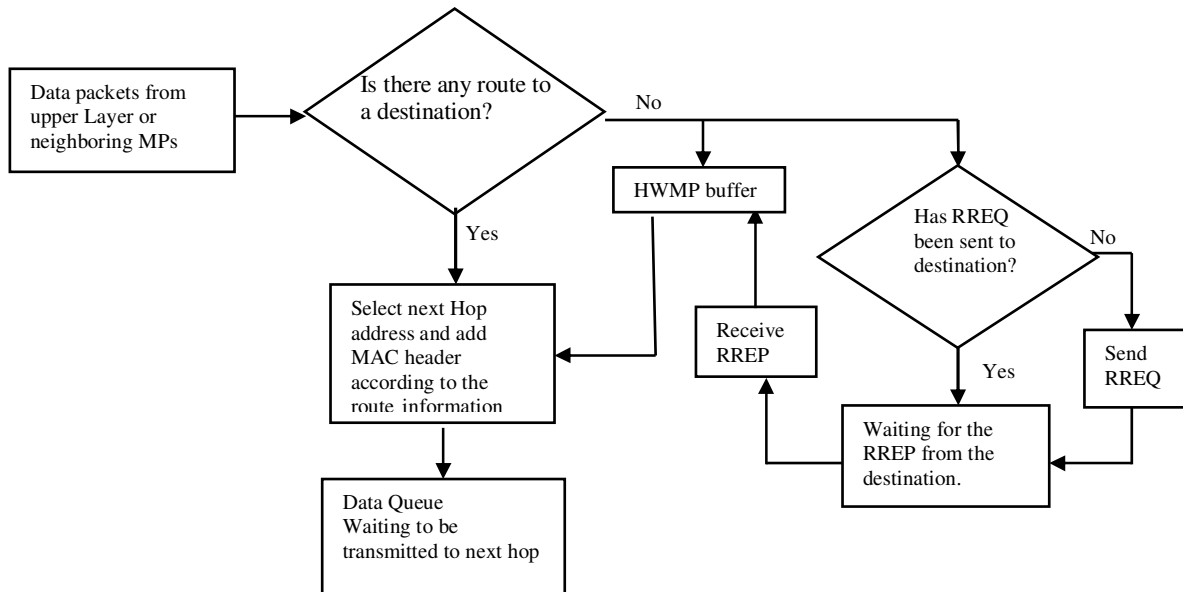 Data packets from
upper Layer or
neighboring MPs
Is there any route to
a destination?
No
Yes
HWMP buffer
Has RREQ
been sent to
destination?
No
Yes
Send
RREQ
Receive
RREP
Waiting for the
RREP from the
destination.
Select next Hop
address and add
MAC header
according to the
route information
Data Queue
Waiting to be
transmitted to next hop